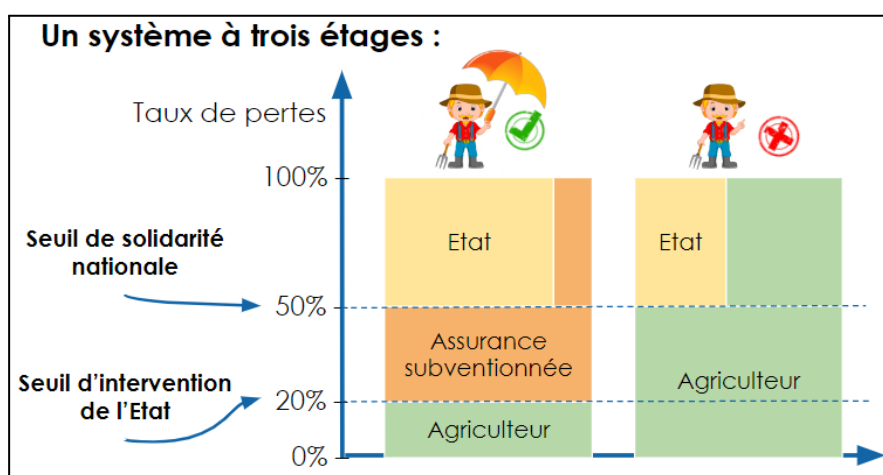 Un système à trois étages :
Taux de pertes
100%
Seuil de solidarité
nationale
50%
Seuil d'intervention
de l'Etat
20%
0%
Etat
Assurance
subventionnée
Agriculteur
Etat
Agriculteur